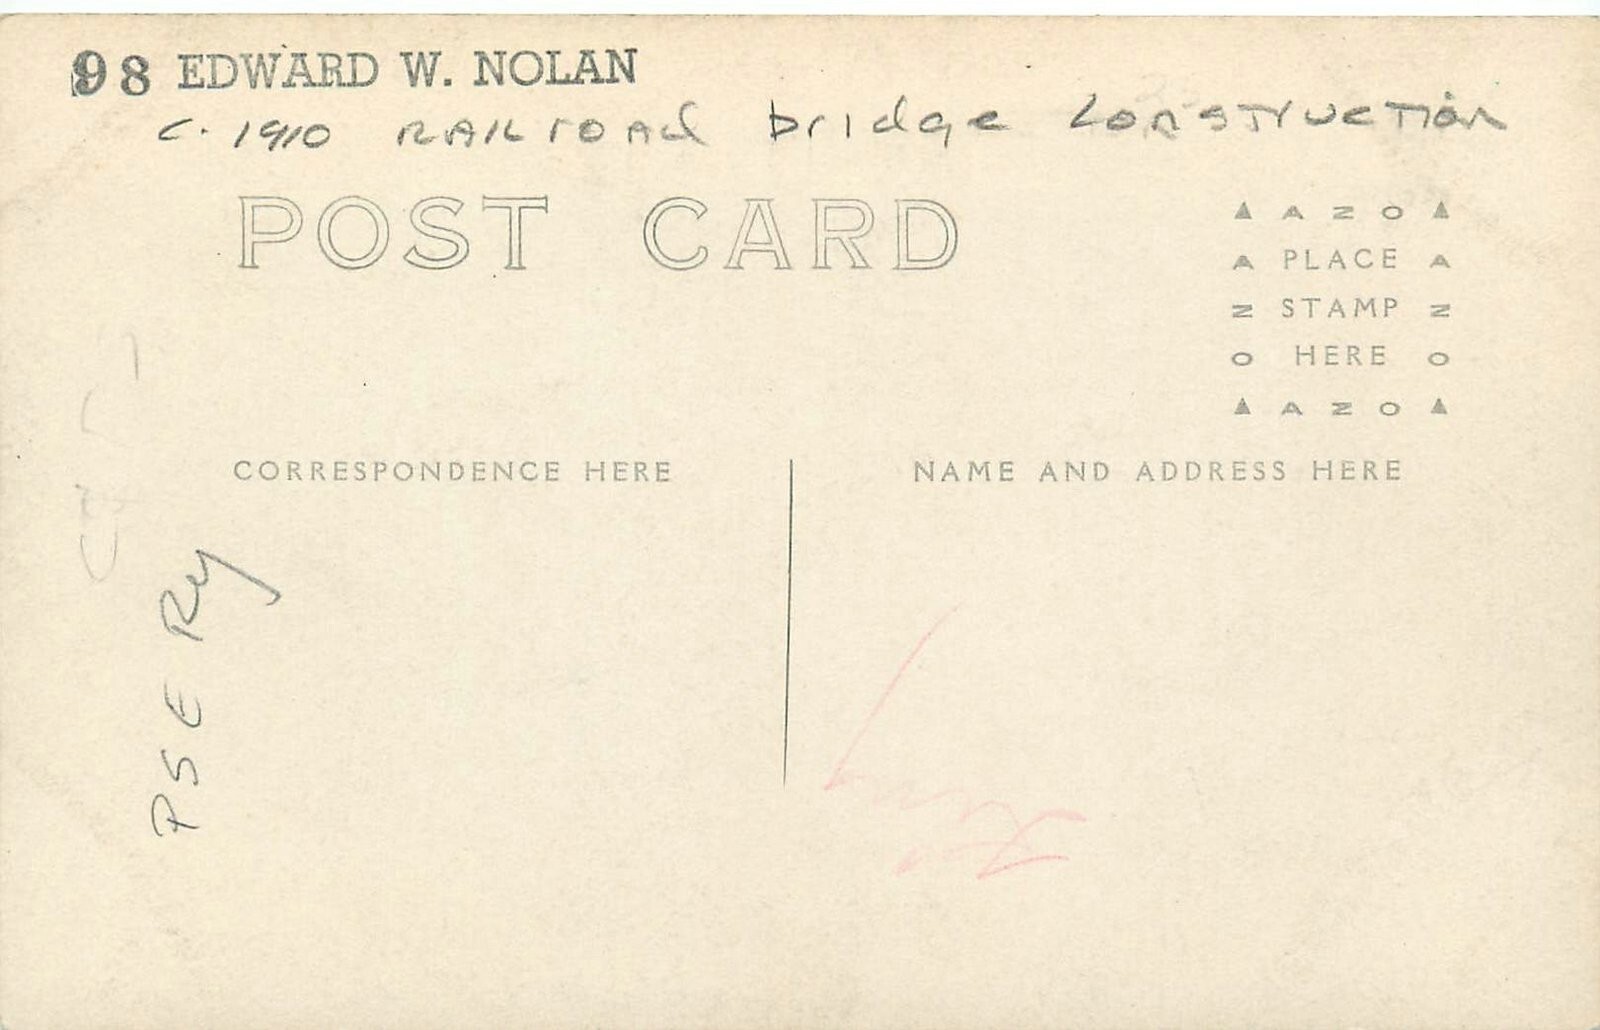 98 EDWARD W. NOLAN
c. 1910 RAILroad bridge construction
POST CARD
AZO
A PLACE A
Z STAMP Z
O HERE O
AZO
CORRESPONDENCE HERE
NAME AND ADDRESS HERE
PSE Ry